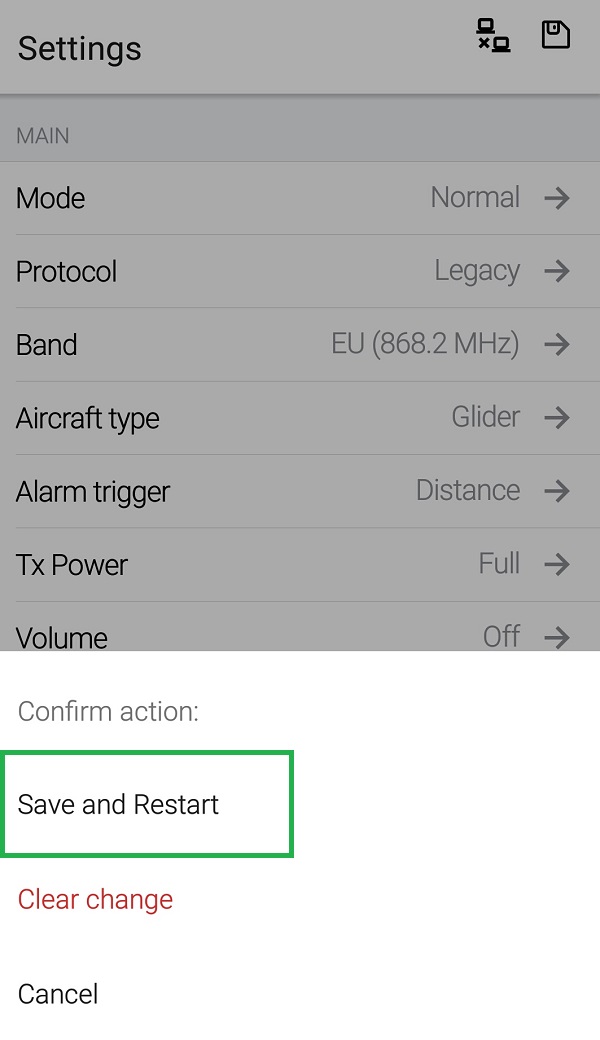 Settings
MAIN
Mode Normal
Protocol Legacy
Band EU (868.2 MHz)
Aircraft type Glider
Alarm trigger Distance
Tx Power Full
Volume Off
Confirm action:
Save and Restart
Clear change
Cancel